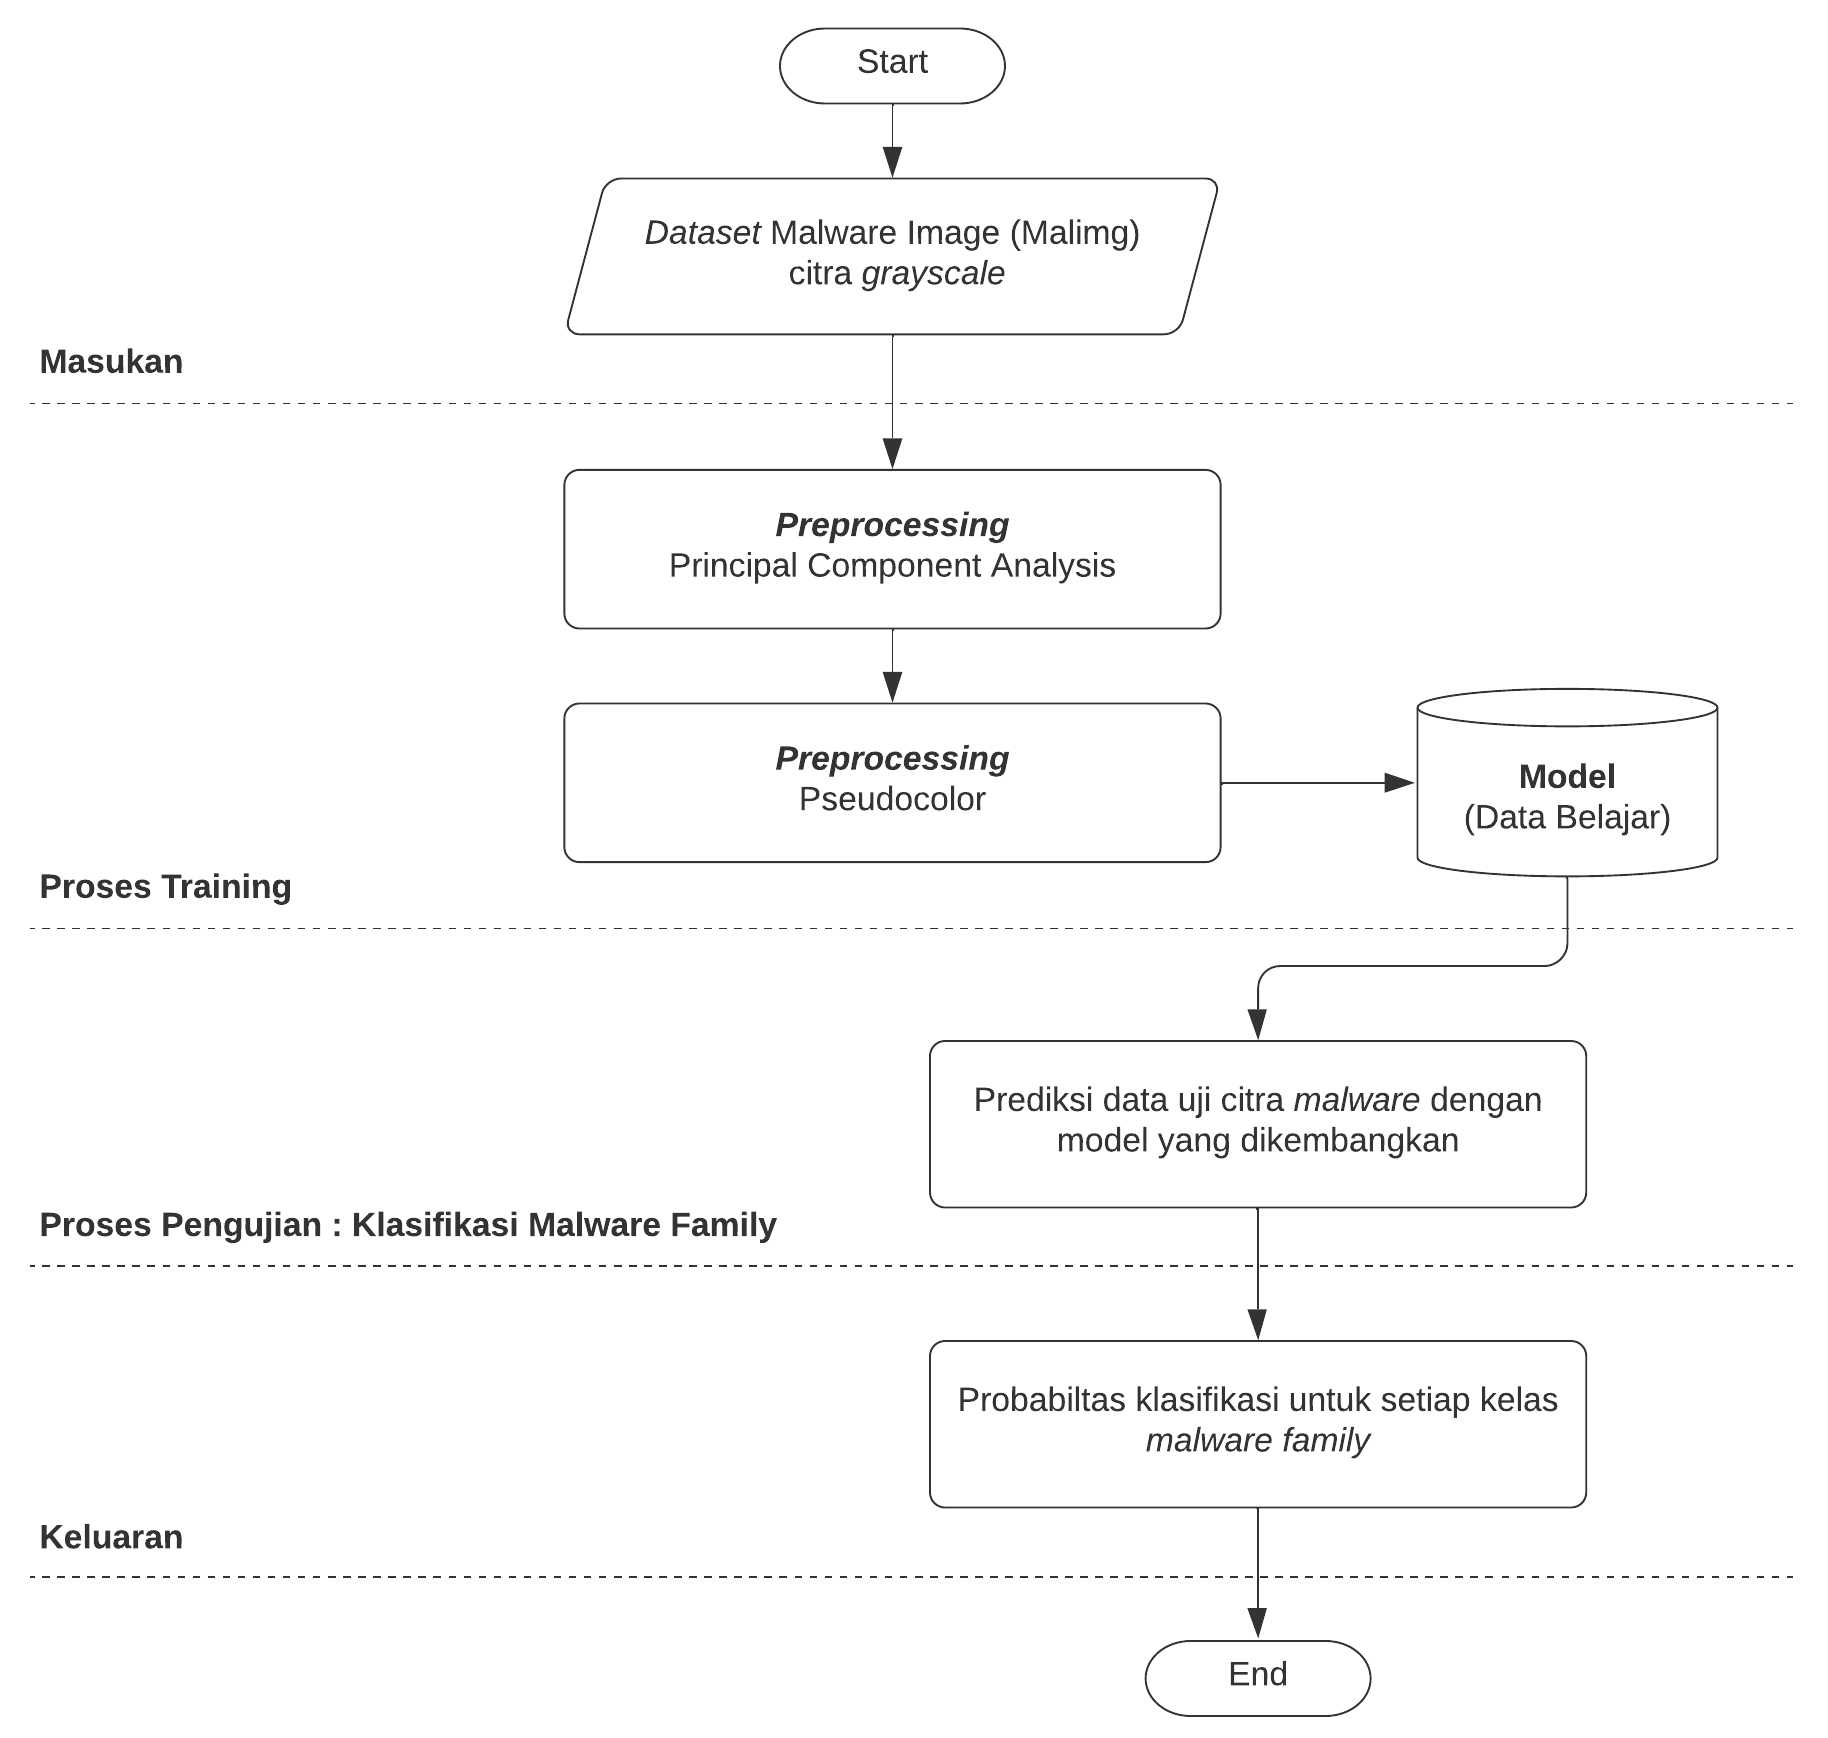 Start
Dataset Malware Image (Malimg)
citra grayscale
Masukan
Preprocessing
Principal Component Analysis
Preprocessing
Pseudocolor
Model
(Data Belajar)
Proses Training
Prediksi data uji citra malware dengan
model yang dikembangkan
Proses Pengujian : Klasifikasi Malware Family
Probabiltas klasifikasi untuk setiap kelas
malware family
Keluaran
End